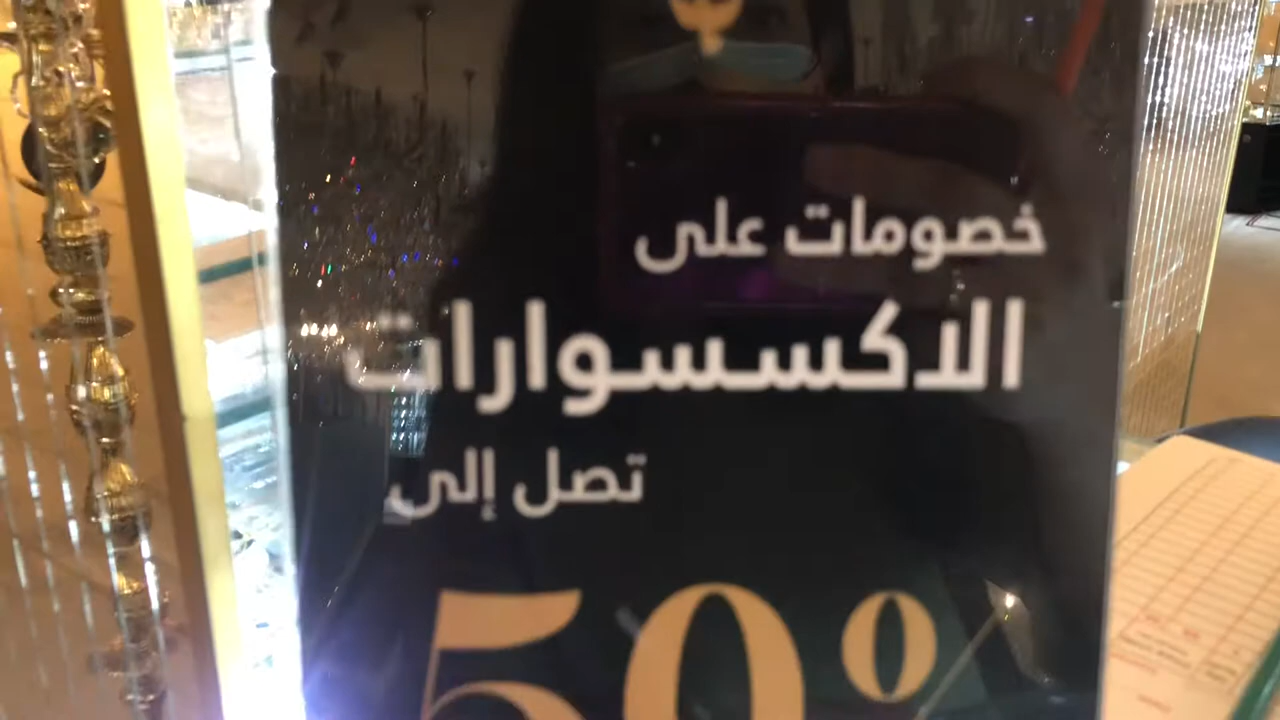 خصومات على
الاكسسوارات
تصل إلى
50%